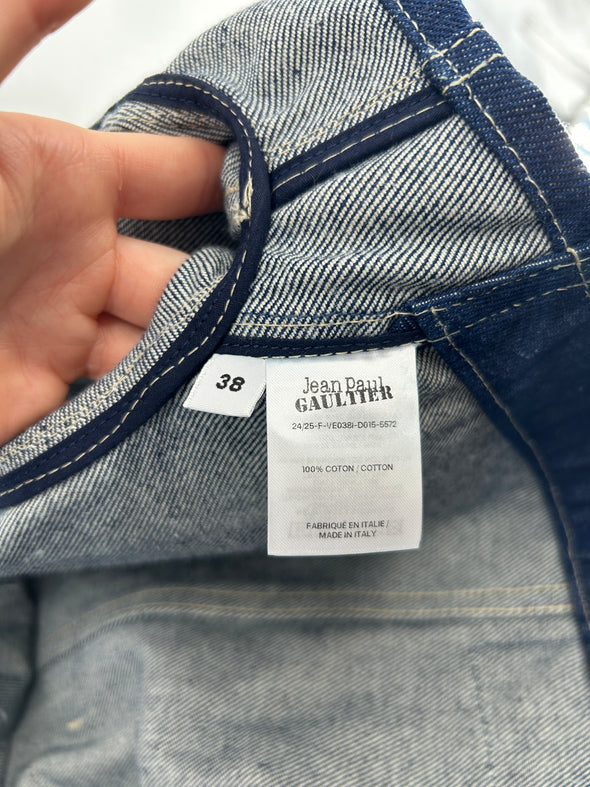 38
Jean Paul
GAULTIER
24/25-F-VE038I-D015-5572
100% COTON / COTTON
FABRIQUÉ EN ITALIE /
MADE IN ITALY